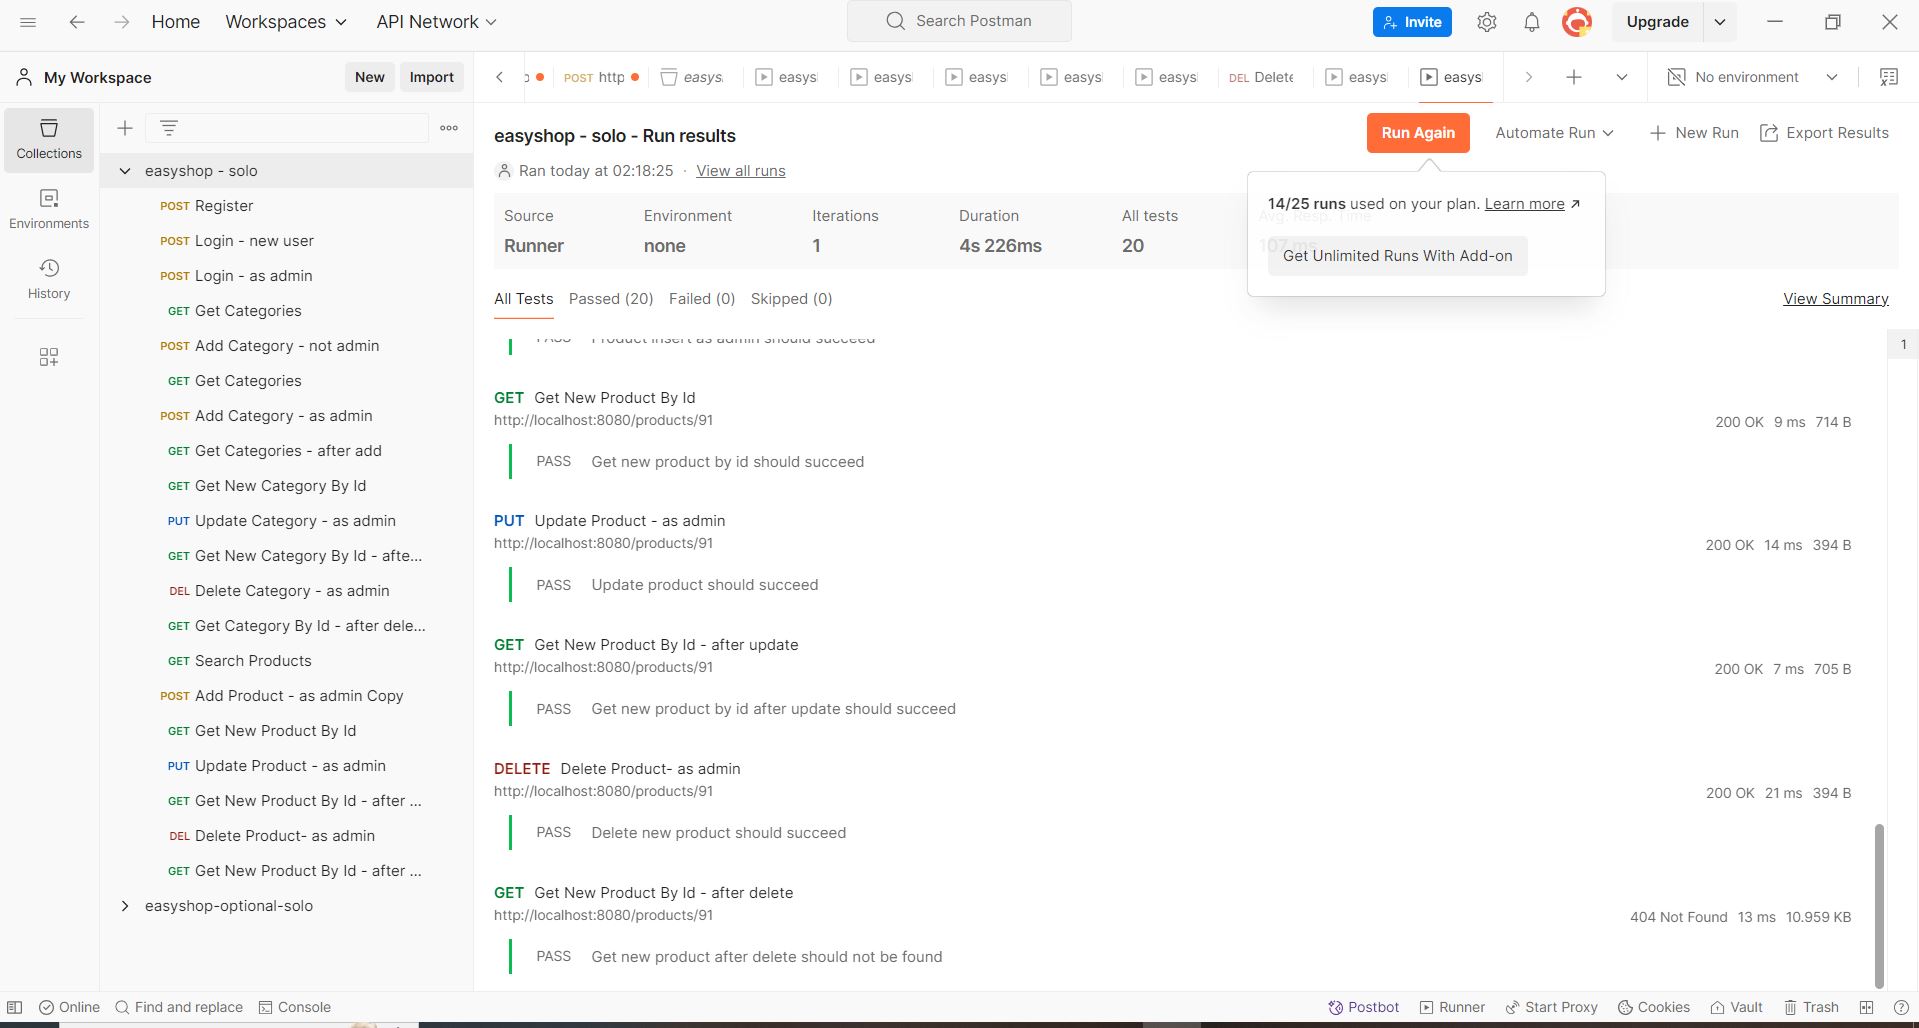 Home Workspaces API Network Search Postman Invite Upgrade
My Workspace New Import POST http easys easys easys easys easys easys DEL Delete easys easys No environment
Collections
Environments
History
easyshop - solo
POST Register
POST Login - new user
POST Login - as admin
GET Get Categories
POST Add Category - not admin
GET Get Categories
POST Add Category - as admin
GET Get Categories - after add
GET Get New Category By Id
PUT Update Category - as admin
GET Get New Category By Id - afte...
DEL Delete Category - as admin
GET Get Category By Id - after dele...
GET Search Products
POST Add Product - as admin Copy
GET Get New Product By Id
PUT Update Product - as admin
GET Get New Product By Id - after ...
DEL Delete Product- as admin
GET Get New Product By Id - after ...
easyshop-optional-solo
easyshop - solo - Run results
Run Again Automate Run New Run Export Results
Ran today at 02:18:25 · View all runs
Source Environment Iterations Duration All tests Avg. Resp. Time
Runner none 1 4s 226ms 20 107 ms
14/25 runs used on your plan. Learn more ↗
Get Unlimited Runs With Add-on
All Tests Passed (20) Failed (0) Skipped (0) View Summary
1
PASS Product insert as admin should succeed
GET Get New Product By Id
http://localhost:8080/products/91
200 OK 9 ms 714 B
PASS Get new product by id should succeed
PUT Update Product - as admin
http://localhost:8080/products/91
200 OK 14 ms 394 B
PASS Update product should succeed
GET Get New Product By Id - after update
http://localhost:8080/products/91
200 OK 7 ms 705 B
PASS Get new product by id after update should succeed
DELETE Delete Product- as admin
http://localhost:8080/products/91
200 OK 21 ms 394 B
PASS Delete new product should succeed
GET Get New Product By Id - after delete
http://localhost:8080/products/91
404 Not Found 13 ms 10.959 KB
PASS Get new product after delete should not be found
Online Find and replace Console Postbot Runner Start Proxy Cookies Vault Trash